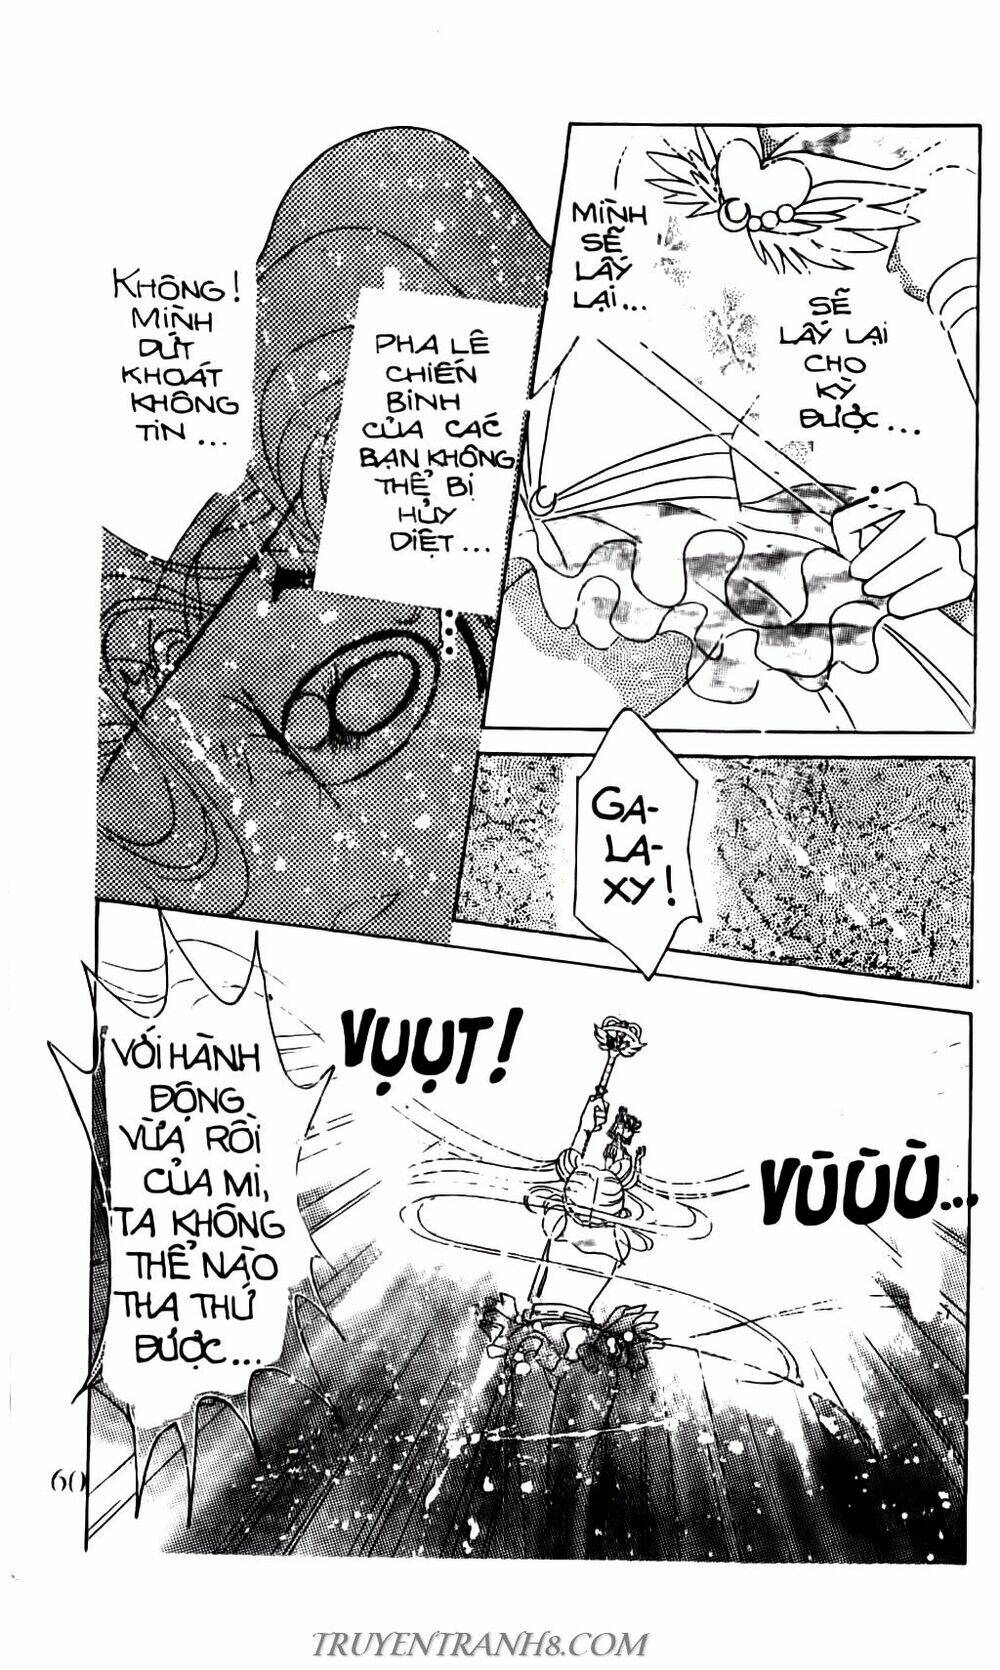 MÌNH
SẼ
LẤY
LẠI...
SẼ
LẤY LẠI
CHO
KỲ
ĐƯỢC...
PHA LÊ
CHIẾN
BINH
CỦA CÁC
BẠN KHÔNG
THỂ BỊ
HỦY
DIỆT...
KHÔNG!
MÌNH
DỨT
KHOÁT
KHÔNG
TIN...
GA-
LA-
XY!
VỤỤT!
VŨÙÙ...
VỚI HÀNH
ĐỘNG
VỪA RỒI
CỦA MI,
TA KHÔNG
THỂ NÀO
THA THỨ
ĐƯỢC...
60
TRUYENTRANH8.COM